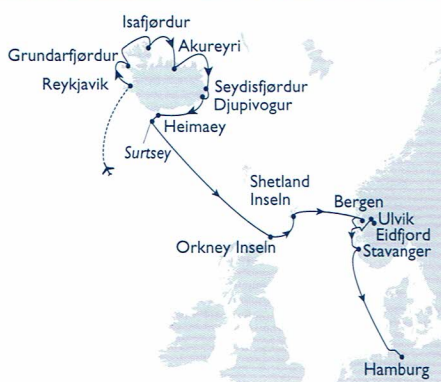 Isafjørdur
Grundarfjørdur
Akureyri
Reykjavik
Seydisfjørdur
Djupivogur
Heimaey
Surtsey
Shetland
Inseln
Bergen
Ulvik
Eidfjord
Orkney Inseln
Stavanger
Hamburg